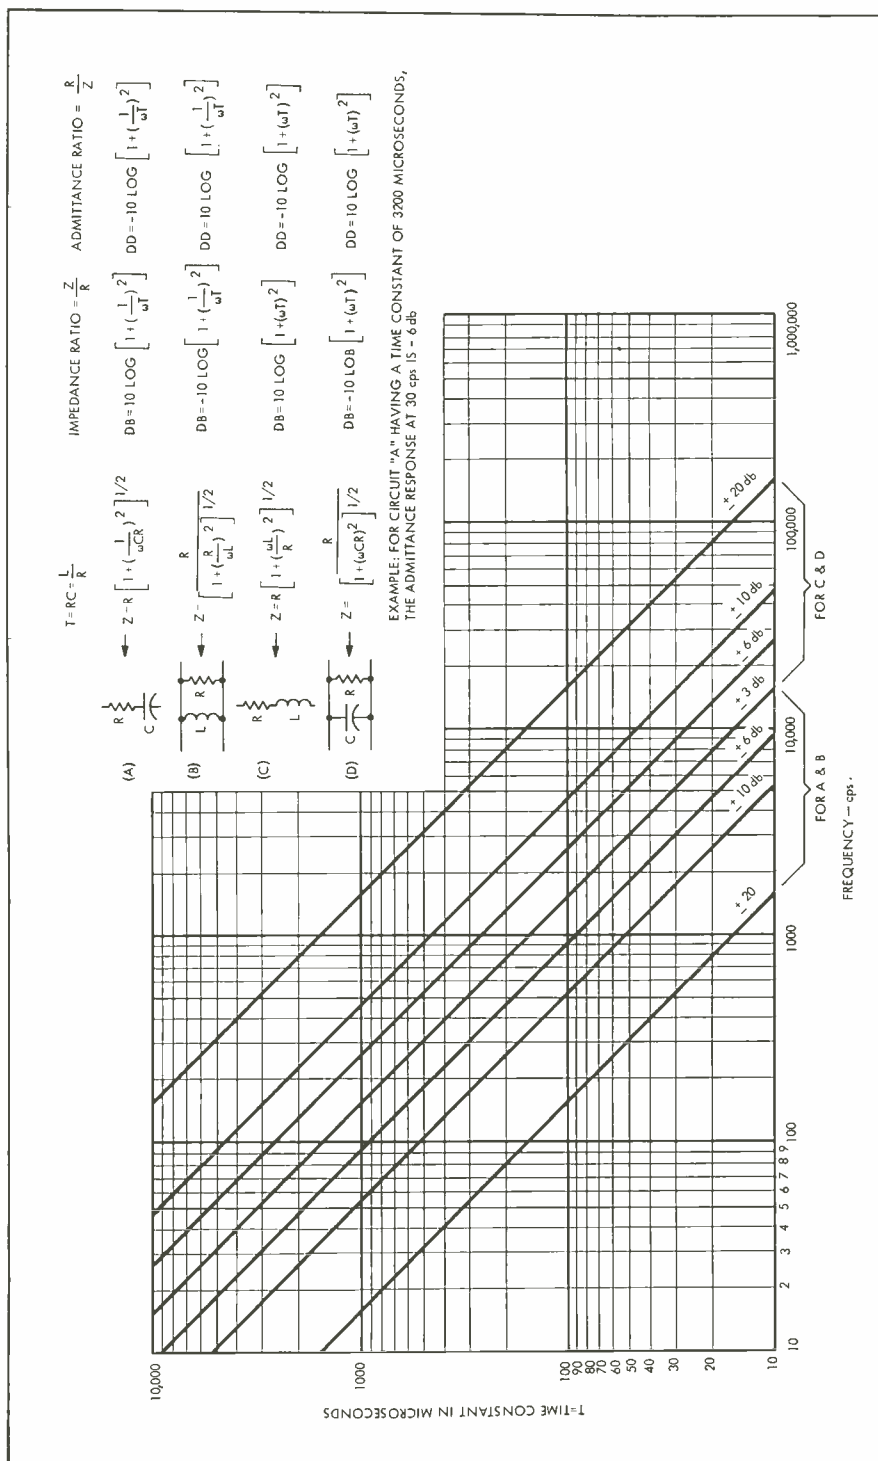 T=RC=L/R
IMPEDANCE RATIO = Z/R
ADMITTANCE RATIO = R/Z
(A)
R
C
Z-R [1+(1/ωCR)²]1/2
DB=10 LOG [1+(1/ωT)²]
DD=-10 LOG [1+(1/ωT)²]
(B)
L
R
Z- R/[1+(R/ωL)²]1/2
DB=-10 LOG [1+(1/ωT)²]
DD=10 LOG [1+(1/ωT)²]
(C)
R
L
Z=R [1+(ωL/R)²]1/2
DB=10 LOG [1+(ωT)²]
DD=-10 LOG [1+(ωT)²]
(D)
C
R
Z= R/[1+(ωCR)²]1/2
DB=-10 LOB [1+(ωT)²]
DD=10 LOG [1+(ωT)²]
EXAMPLE: FOR CIRCUIT "A" HAVING A TIME CONSTANT OF 3200 MICROSECONDS,
THE ADMITTANCE RESPONSE AT 30 cps IS - 6 db
T=TIME CONSTANT IN MICROSECONDS
10,000
1000
100
90
80
70
60
50
40
30
20
10
10
2
3
4
5
6
7
8
9
100
1000
10,000
100,000
1,000,000
± 20
± 10 db
± 6 db
± 3 db
± 6 db
± 10 db
± 20 db
FOR A & B
FOR C & D
FREQUENCY — cps.